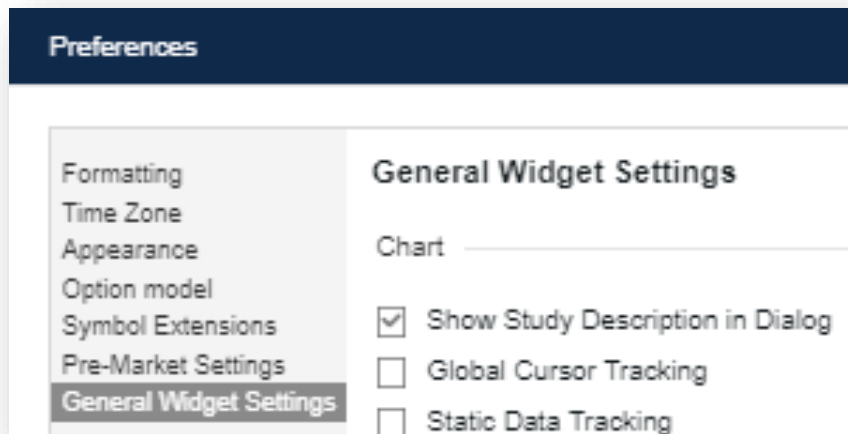 Preferences
Formatting
Time Zone
Appearance
Option model
Symbol Extensions
Pre-Market Settings
General Widget Settings
General Widget Settings
Chart
Show Study Description in Dialog
Global Cursor Tracking
Static Data Tracking